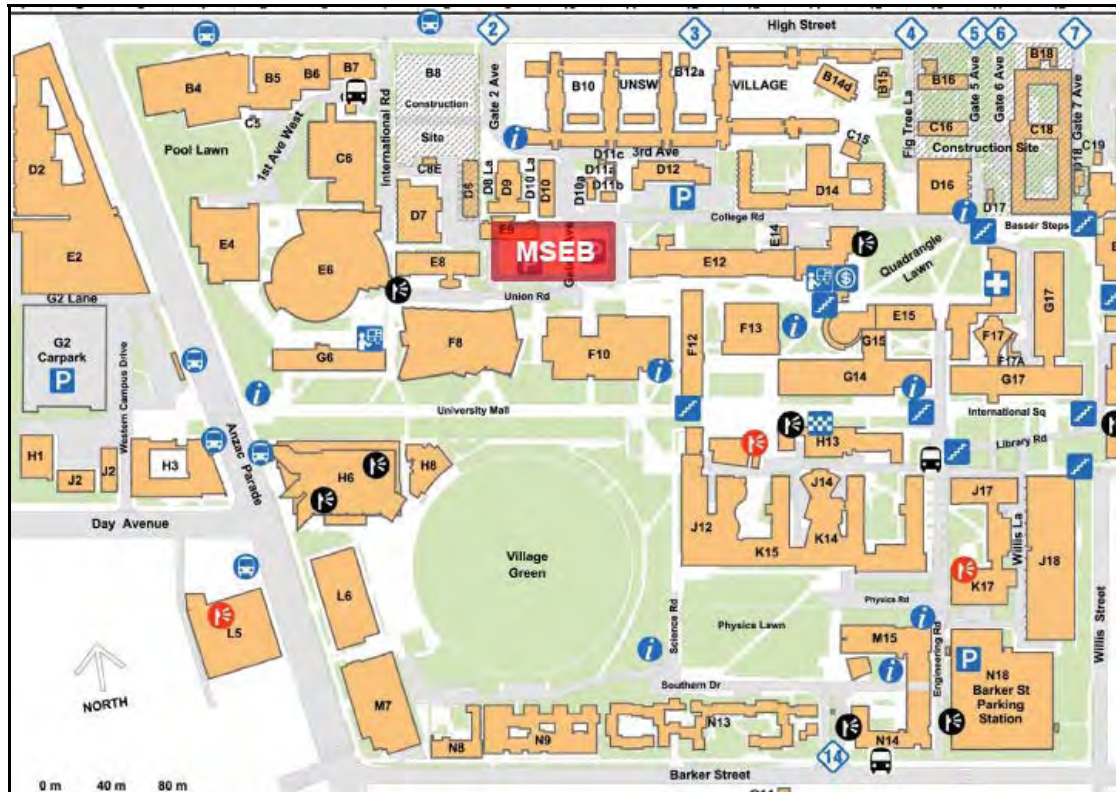 High Street
2
3
4
5
6
7
B4
B5
B6
B7
B8
Construction
Site
Gate 2 Ave
B10
UNSW
B12a
VILLAGE
B14d
B15
Fig Tree La
B16
Gate 5 Ave
Gate 6 Ave
B18
Gate 7 Ave
C5
1st Ave West
Pool Lawn
International Rd
C6
C8E
C15
C16
Construction Site
C18
C19
D2
D7
D8 La
D9
D10 La
D10
D10a
D11c
D11a
D11b
3rd Ave
D12
P
D14
D16
D17
D18
College Rd
Basser Steps
E2
E4
E6
E8
E9
MSEB
E12
E14
Quadrangle
Lawn
E15
G2 Lane
G2
Carpark
P
Union Rd
G6
F8
F10
F12
F13
G15
G14
F17
F17A
G17
G17
Western Campus Drive
Anzac Parade
University Mall
International Sq
Library Rd
H1
J2
J2
H3
H6
H8
H13
Day Avenue
Village
Green
J12
K15
J14
K14
J17
Willis La
K17
J18
Willis Street
L5
L6
Science Rd
Physics Rd
Physics Lawn
M15
Engineering Rd
P
N18
Barker St
Parking
Station
NORTH
M7
Southern Dr
N8
N9
N13
N14
14
0 m 40 m 80 m
Barker Street